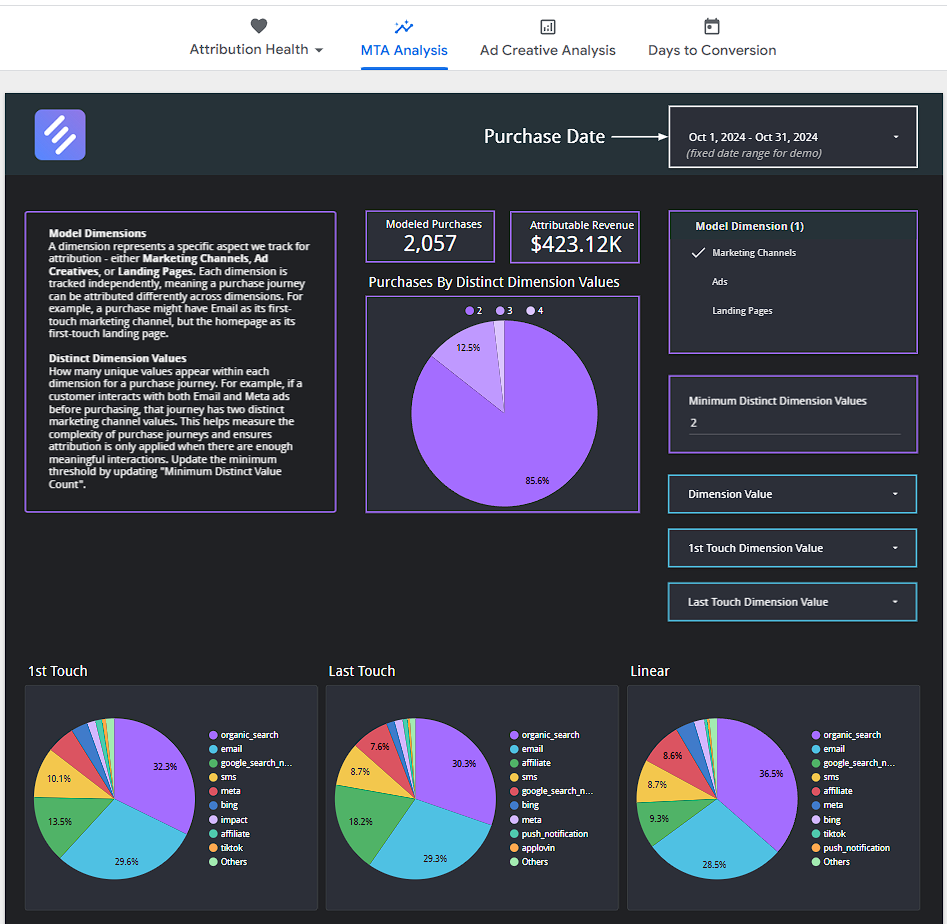 Attribution Health
MTA Analysis
Ad Creative Analysis
Days to Conversion
Purchase Date
Oct 1, 2024 - Oct 31, 2024
(fixed date range for demo)
Model Dimensions
A dimension represents a specific aspect we track for
attribution - either Marketing Channels, Ad
Creatives, or Landing Pages. Each dimension is
tracked independently, meaning a purchase journey
can be attributed differently across dimensions. For
example, a purchase might have Email as its first-
touch marketing channel, but the homepage as its
first-touch landing page.
Distinct Dimension Values
How many unique values appear within each
dimension for a purchase journey. For example, if a
customer interacts with both Email and Meta ads
before purchasing, that journey has two distinct
marketing channel values. This helps measure the
complexity of purchase journeys and ensures
attribution is only applied when there are enough
meaningful interactions. Update the minimum
threshold by updating "Minimum Distinct Value
Count".
Modeled Purchases
2,057
Attributable Revenue
$423.12K
Purchases By Distinct Dimension Values
2
3
4
12.5%
85.6%
Model Dimension (1)
Marketing Channels
Ads
Landing Pages
Minimum Distinct Dimension Values
2
Dimension Value
1st Touch Dimension Value
Last Touch Dimension Value
1st Touch
32.3%
29.6%
13.5%
10.1%
organic_search
email
google_search_n...
sms
meta
bing
impact
affiliate
tiktok
Others
Last Touch
30.3%
29.3%
18.2%
8.7%
7.6%
organic_search
email
affiliate
sms
google_search_n...
bing
meta
push_notification
applovin
Others
Linear
36.5%
28.5%
9.3%
8.7%
8.6%
organic_search
email
google_search_n...
sms
affiliate
meta
bing
tiktok
push_notification
Others